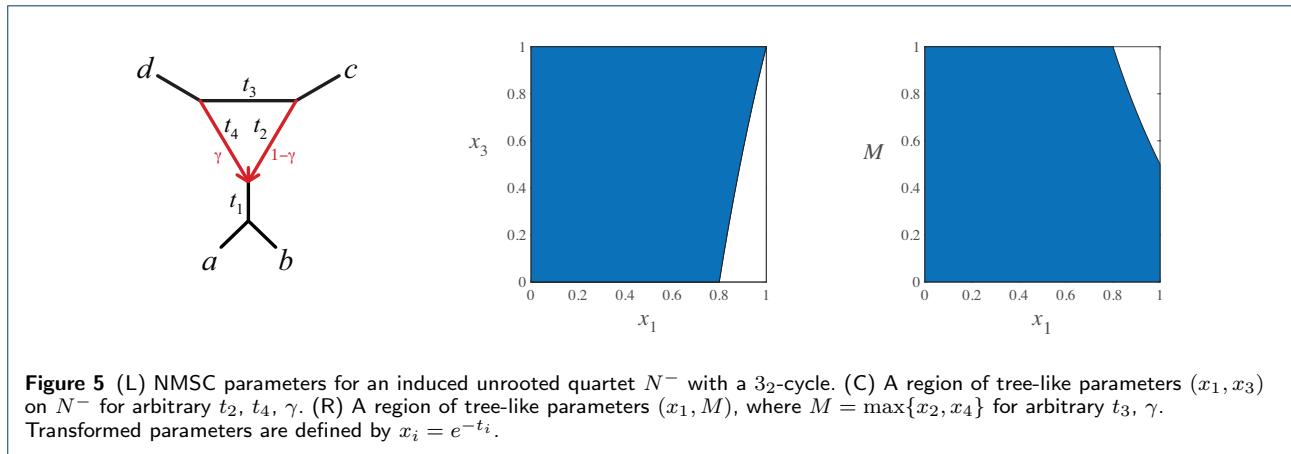 d
c
t₃
t₄
t₂
γ
1−γ
t₁
a
b
1
0.8
0.6
0.4
0.2
0
x₃
0
0.2
0.4
0.6
0.8
1
x₁
1
0.8
0.6
0.4
0.2
0
M
0
0.2
0.4
0.6
0.8
1
x₁
Figure 5 (L) NMSC parameters for an induced unrooted quartet N⁻ with a 3₂-cycle. (C) A region of tree-like parameters (x₁, x₃)
on N⁻ for arbitrary t₂, t₄, γ. (R) A region of tree-like parameters (x₁, M), where M = max{x₂, x₄} for arbitrary t₃, γ.
Transformed parameters are defined by xᵢ = e^{−tᵢ}.